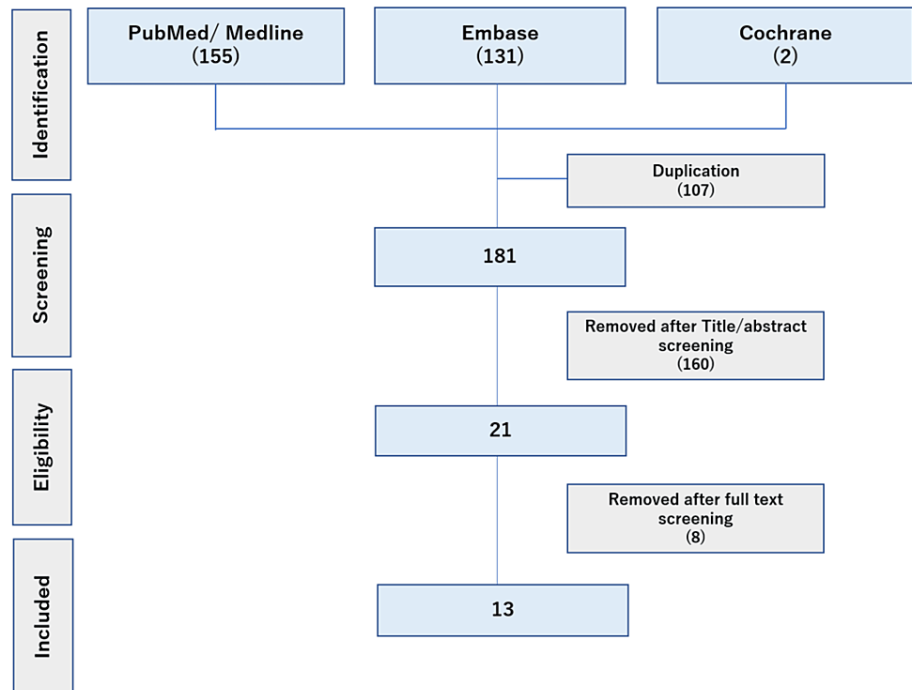 Identification
PubMed/ Medline
(155)
Embase
(131)
Cochrane
(2)
Duplication
(107)
Screening
181
Removed after Title/abstract
screening
(160)
Eligibility
21
Removed after full text
screening
(8)
Included
13